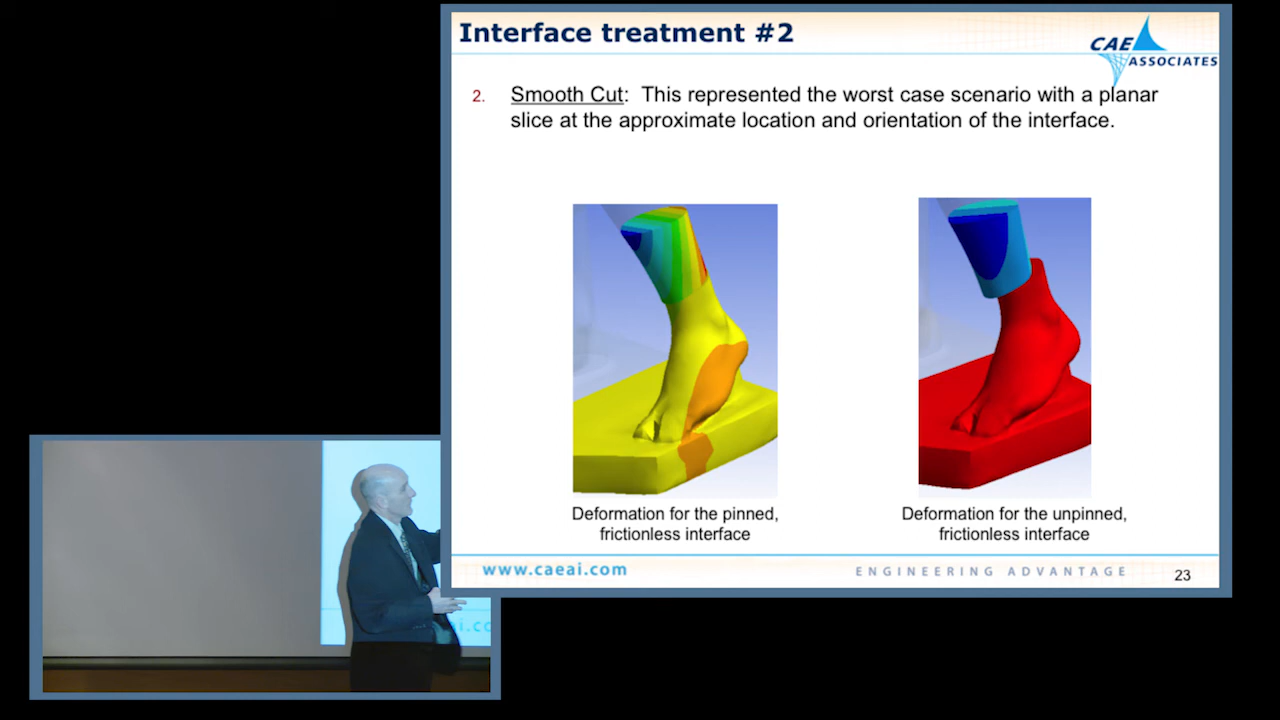 Interface treatment #2
CAE
ASSOCIATES
2. Smooth Cut: This represented the worst case scenario with a planar
slice at the approximate location and orientation of the interface.
Deformation for the pinned,
frictionless interface
Deformation for the unpinned,
frictionless interface
www.caeai.com
ENGINEERING ADVANTAGE
23
ai.co